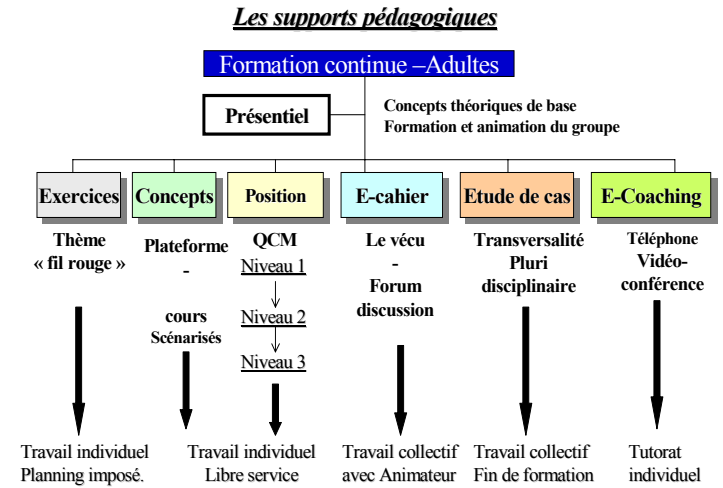 Les supports pédagogiques
Formation continue –Adultes
Présentiel
Concepts théoriques de base
Formation et animation du groupe
Exercices
Thème
« fil rouge »
Travail individuel
Planning imposé.
Concepts
Plateforme
-
cours
Scénarisés
Position
QCM
Niveau 1
Niveau 2
Niveau 3
Travail individuel
Libre service
E-cahier
Le vécu
-
Forum
discussion
Travail collectif
avec Animateur
Etude de cas
Transversalité
Pluri
disciplinaire
Travail collectif
Fin de formation
E-Coaching
Téléphone
Vidéo-
conférence
Tutorat
individuel